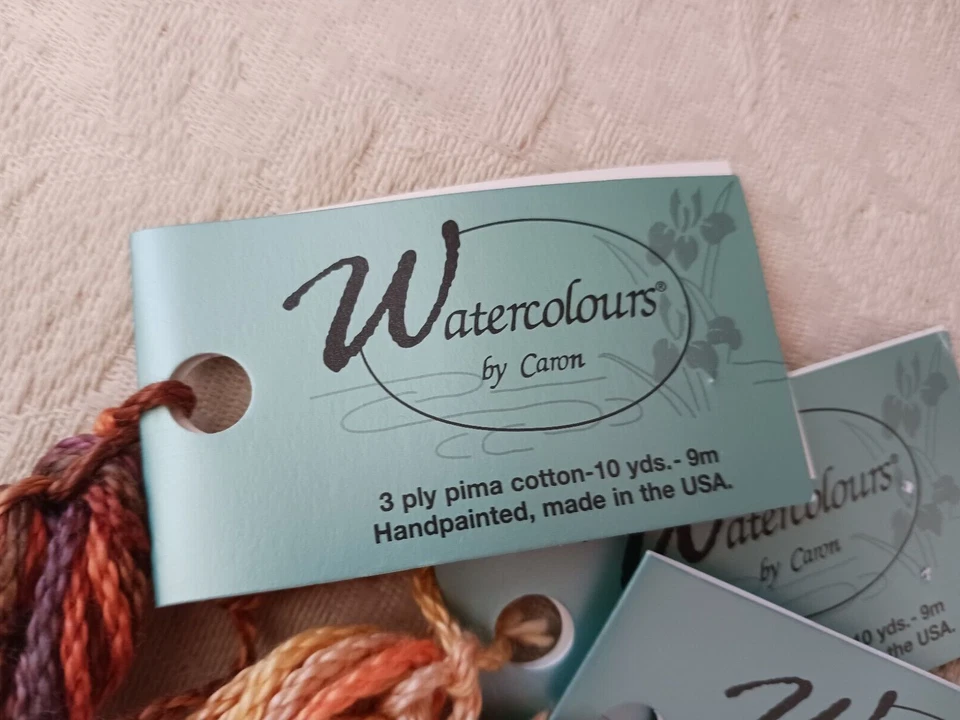 Watercolours®
by Caron
3 ply pima cotton-10 yds.- 9m
Handpainted, made in the USA.
Watercolours®
by Caron
10 yds.- 9m
the USA.
W